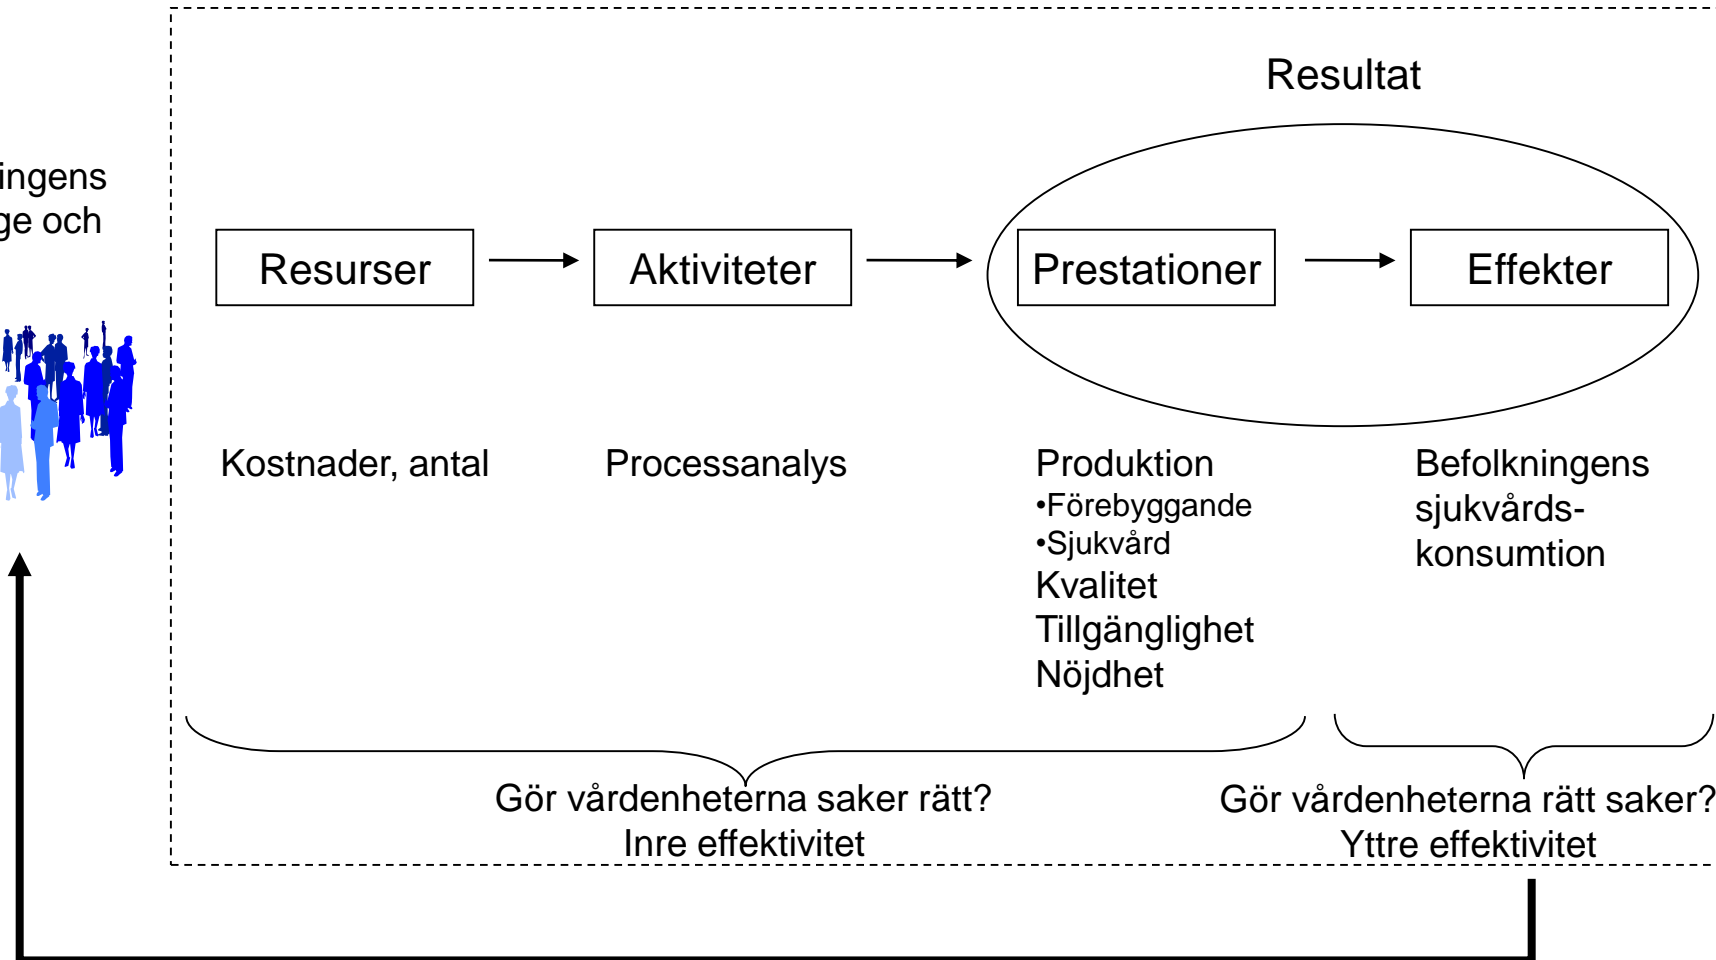 Resultat
ingens
ge och
Resurser
Aktiviteter
Prestationer
Effekter
Kostnader, antal
Processanalys
Produktion
•Förebyggande
•Sjukvård
Kvalitet
Tillgänglighet
Nöjdhet
Befolkningens
sjukvårds-
konsumtion
Gör vårdenheterna saker rätt?
Inre effektivitet
Gör vårdenheterna rätt saker?
Yttre effektivitet